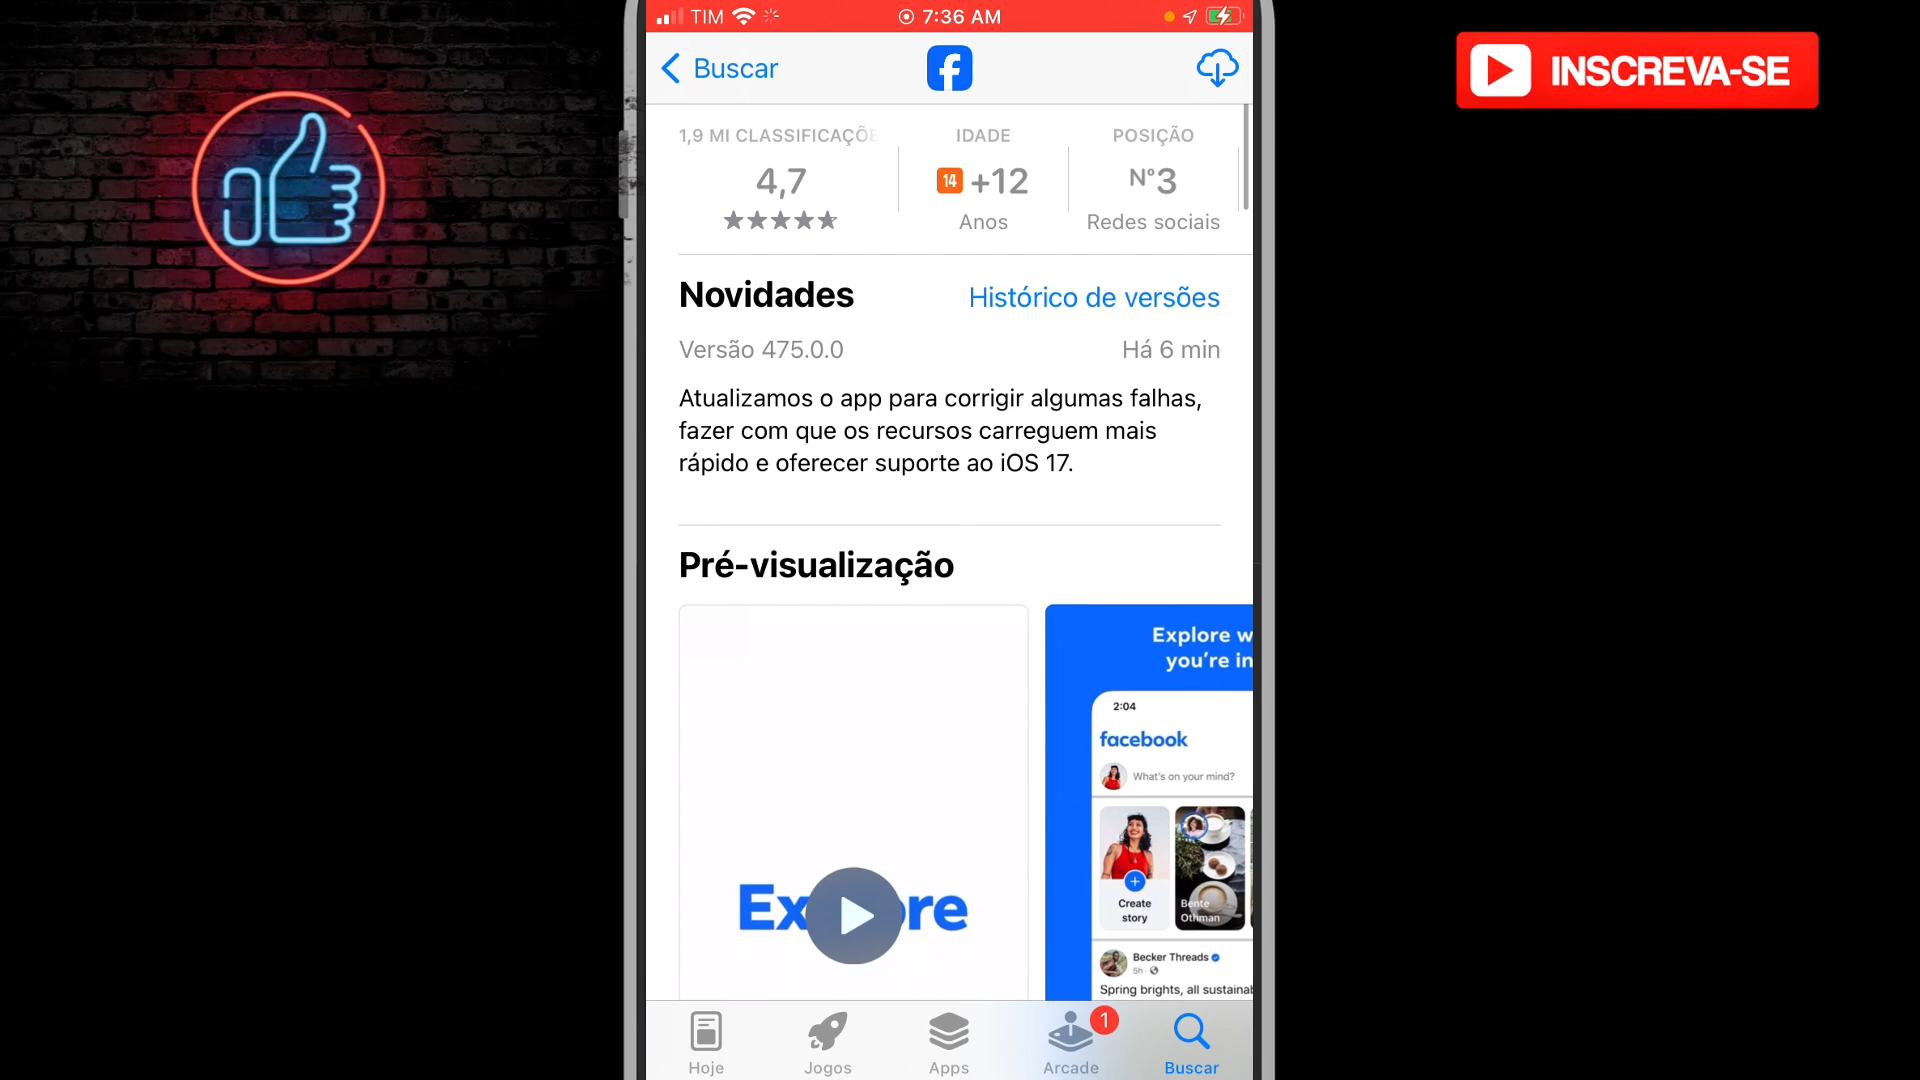 TIM
7:36 AM
INSCREVA-SE
Buscar
1,9 MI CLASSIFICAÇÕE
IDADE
POSIÇÃO
4,7
14 +12
Nº3
Anos
Redes sociais
Novidades
Histórico de versões
Versão 475.0.0
Há 6 min
Atualizamos o app para corrigir algumas falhas,
fazer com que os recursos carreguem mais
rápido e oferecer suporte ao iOS 17.
Pré-visualização
Explore w
you're in
2:04
facebook
What's on your mind?
Create
story
Bente
Othman
Becker Threads
5h
Spring brights, all sustainab
Ex re
1
Hoje
Jogos
Apps
Arcade
Buscar